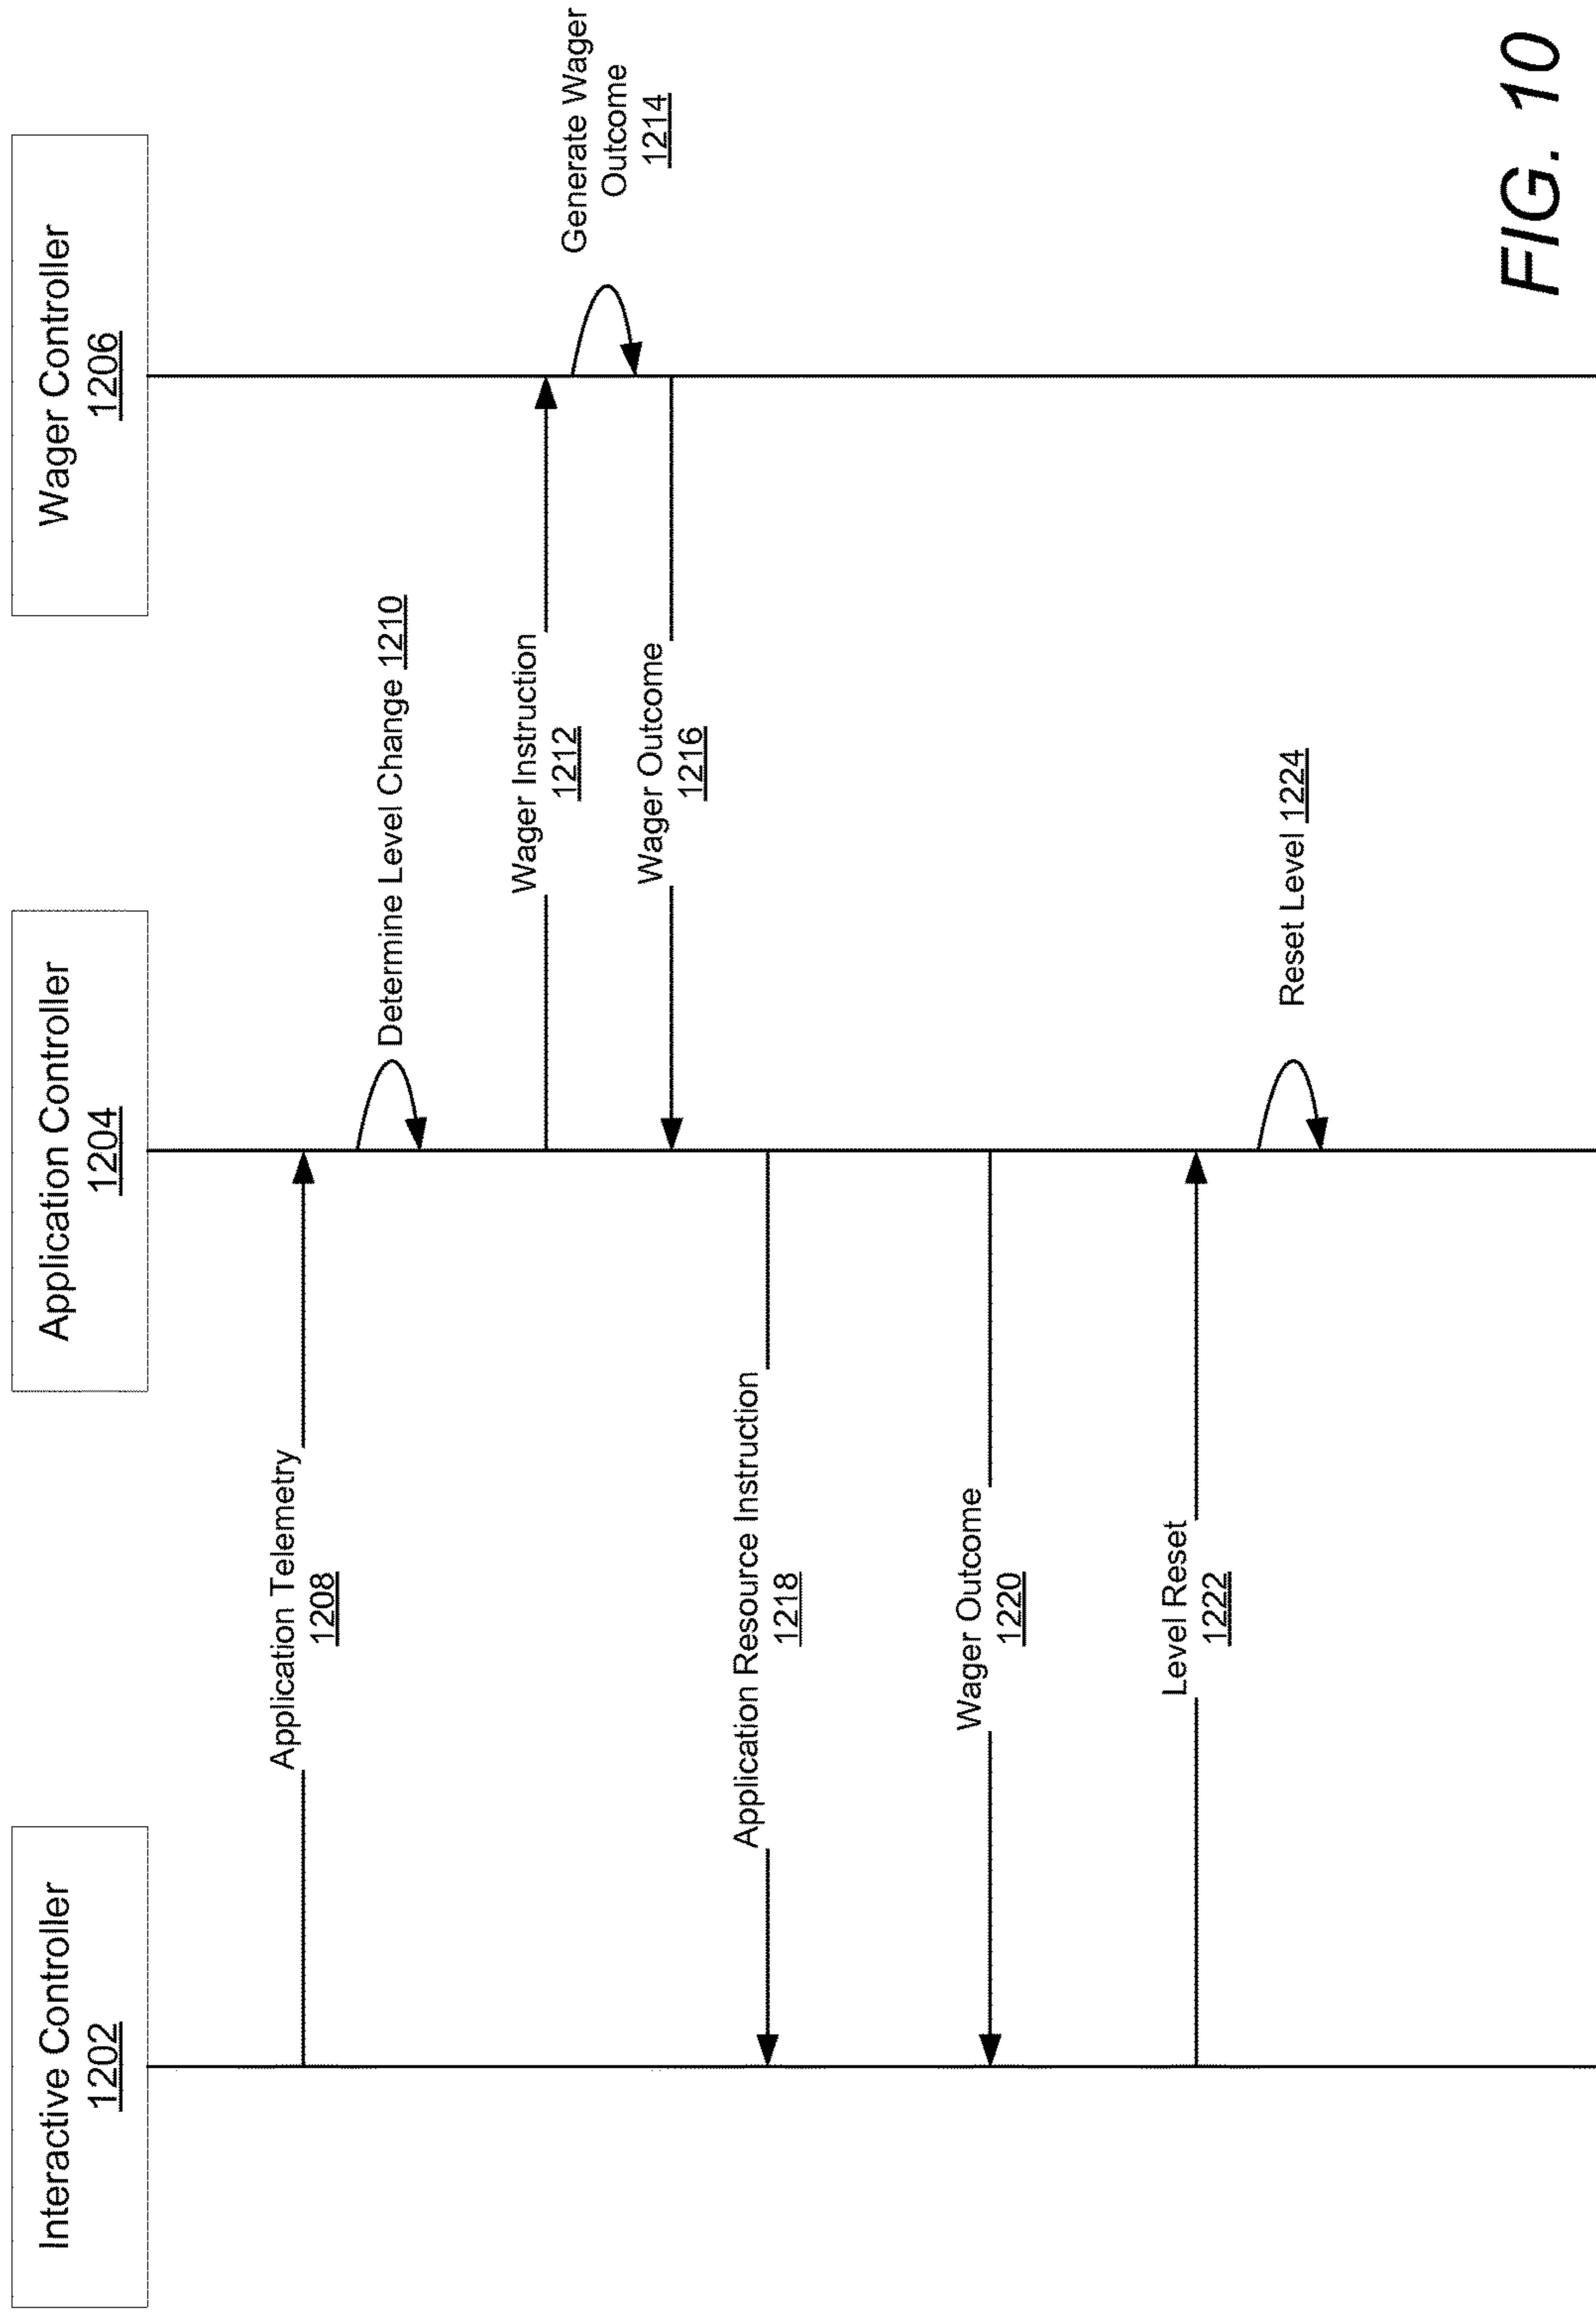 Interactive Controller
1202
Application Controller
1204
Wager Controller
1206
Application Telemetry
1208
Determine Level Change 1210
Wager Instruction
1212
Generate Wager
Outcome
1214
Wager Outcome
1216
Application Resource Instruction
1218
Wager Outcome
1220
Level Reset
1222
Reset Level 1224
FIG. 10